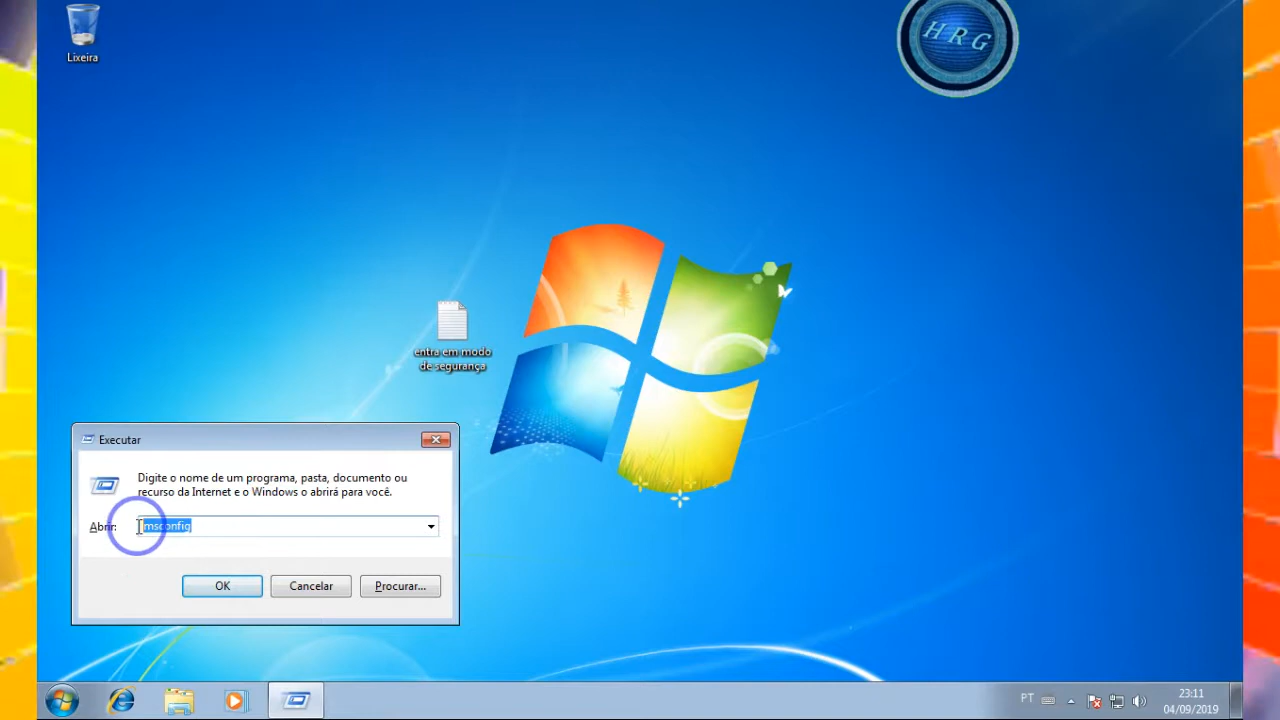 Lixeira
HRG
entra em modo
de segurança
Executar
Digite o nome de um programa, pasta, documento ou
recurso da Internet e o Windows o abrirá para você.
Abrir:
msconfig
OK
Cancelar
Procurar...
PT
23:11
04/09/2019